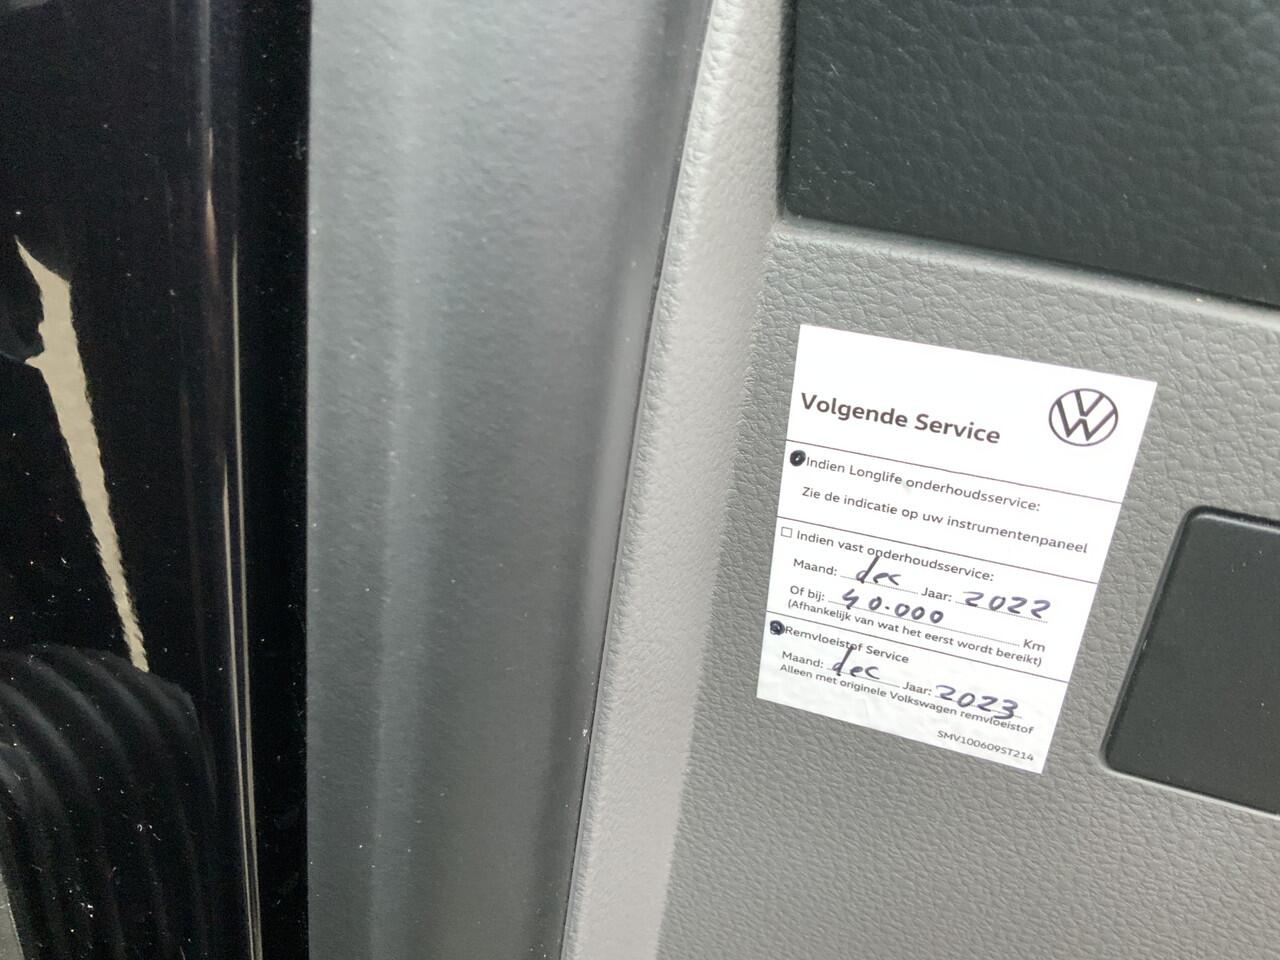 Volgende Service
Indien Longlife onderhoudsservice:
Zie de indicatie op uw instrumentenpaneel
Indien vast onderhoudsservice:
Maand: dec Jaar: 2022
Of bij: 40.000 Km
(Afhankelijk van wat het eerst wordt bereikt)
Remvloeistof Service
Maand: dec Jaar: 2023
Alleen met originele Volkswagen remvloeistof
SMV100609ST214